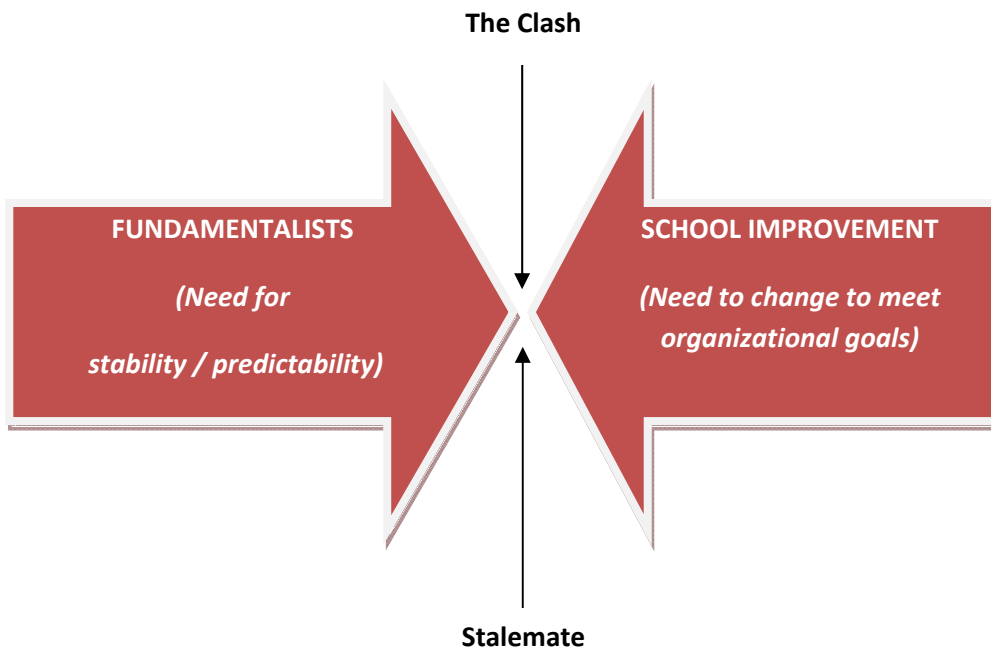 The Clash
FUNDAMENTALISTS
(Need for
stability / predictability)
SCHOOL IMPROVEMENT
(Need to change to meet
organizational goals)
Stalemate